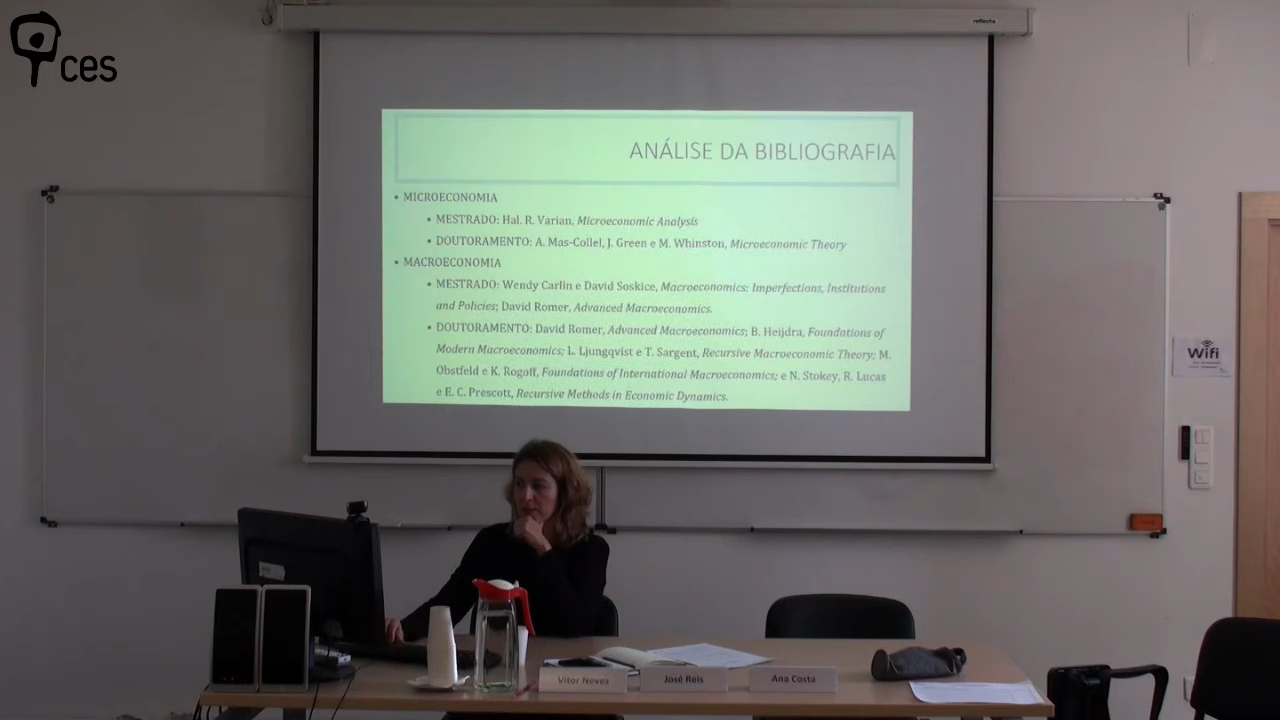 ces
reflecta
ANÁLISE DA BIBLIOGRAFIA
• MICROECONOMIA
• MESTRADO: Hal. R. Varian, Microeconomic Analysis
• DOUTORAMENTO: A. Mas-Collel, J. Green e M. Whinston, Microeconomic Theory
• MACROECONOMIA
• MESTRADO: Wendy Carlin e David Soskice, Macroeconomics: Imperfections, Institutions
and Policies; David Romer, Advanced Macroeconomics.
• DOUTORAMENTO: David Romer, Advanced Macroeconomics; B. Heijdra, Foundations of
Modern Macroeconomics; L. Ljungqvist e T. Sargent, Recursive Macroeconomic Theory; M.
Obstfeld e K. Rogoff, Foundations of International Macroeconomics; e N. Stokey, R. Lucas
e E. C. Prescott, Recursive Methods in Economic Dynamics.
Wifi
Vítor Neves
José Reis
Ana Costa